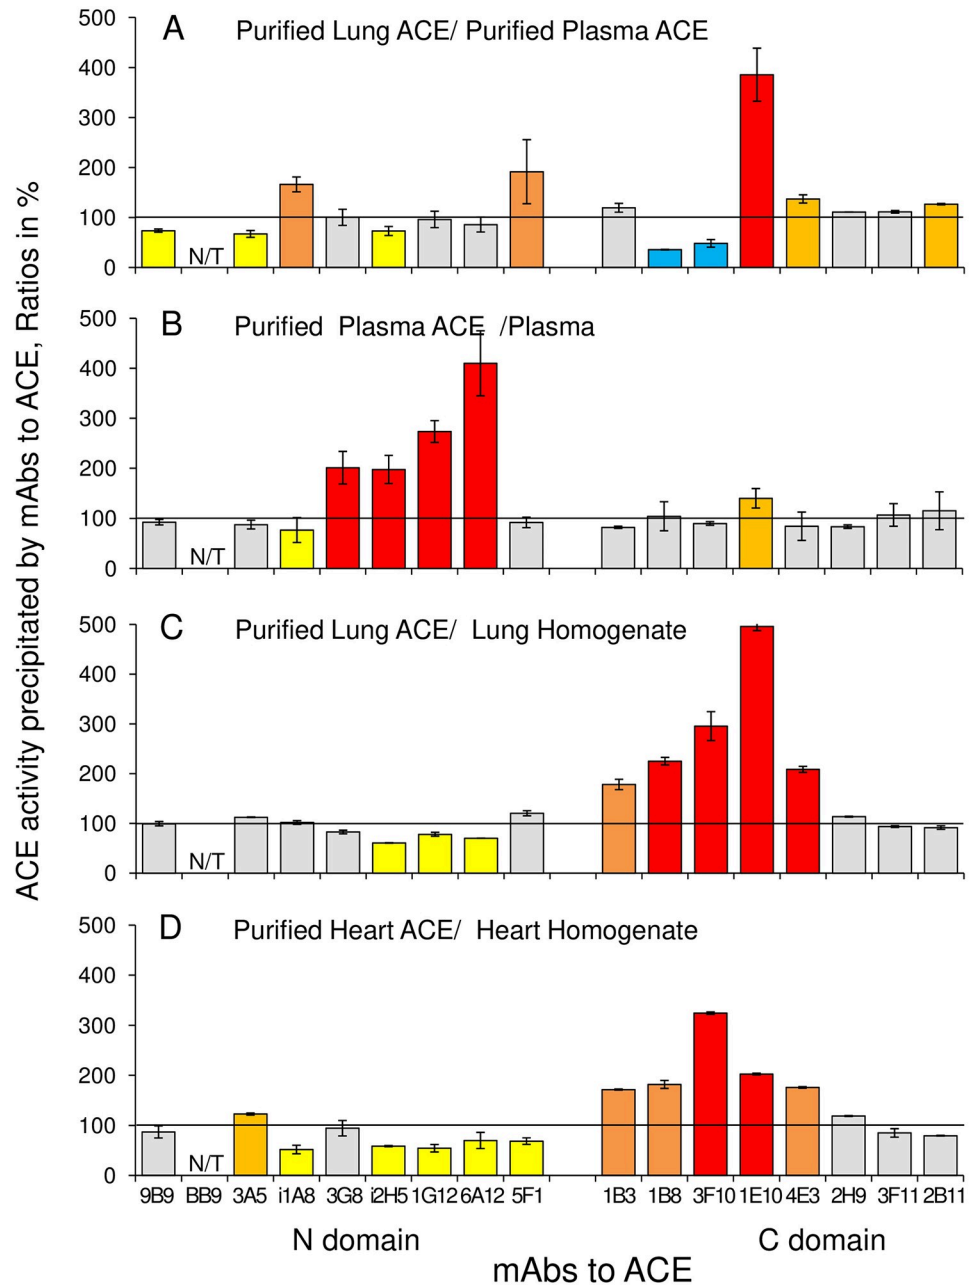 A Purified Lung ACE/ Purified Plasma ACE
500
400
300
200
100
0
N/T
B Purified Plasma ACE /Plasma
500
400
300
200
100
0
N/T
C Purified Lung ACE/ Lung Homogenate
500
400
300
200
100
0
N/T
D Purified Heart ACE/ Heart Homogenate
500
400
300
200
100
0
N/T
ACE activity precipitated by mAbs to ACE, Ratios in %
9B9 BB9 3A5 i1A8 3G8 i2H5 1G12 6A12 5F1 1B3 1B8 3F10 1E10 4E3 2H9 3F11 2B11
N domain C domain
mAbs to ACE